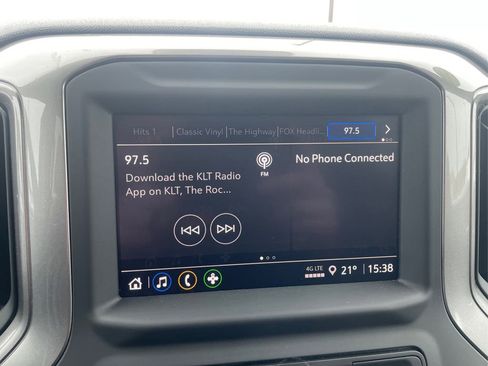 Hits 1 Classic Vinyl The Highway FOX Headli... 97.5
97.5
FM
No Phone Connected
Download the KLT Radio
App on KLT, The Roc...
4G LTE
21° 15:38